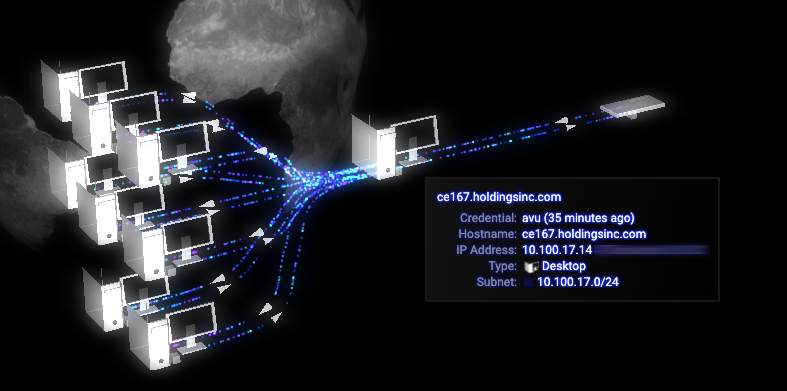 ce167.holdingsinc.com
Credential: avu (35 minutes ago)
Hostname: ce167.holdingsinc.com
IP Address: 10.100.17.14
Type: Desktop
Subnet: 10.100.17.0/24